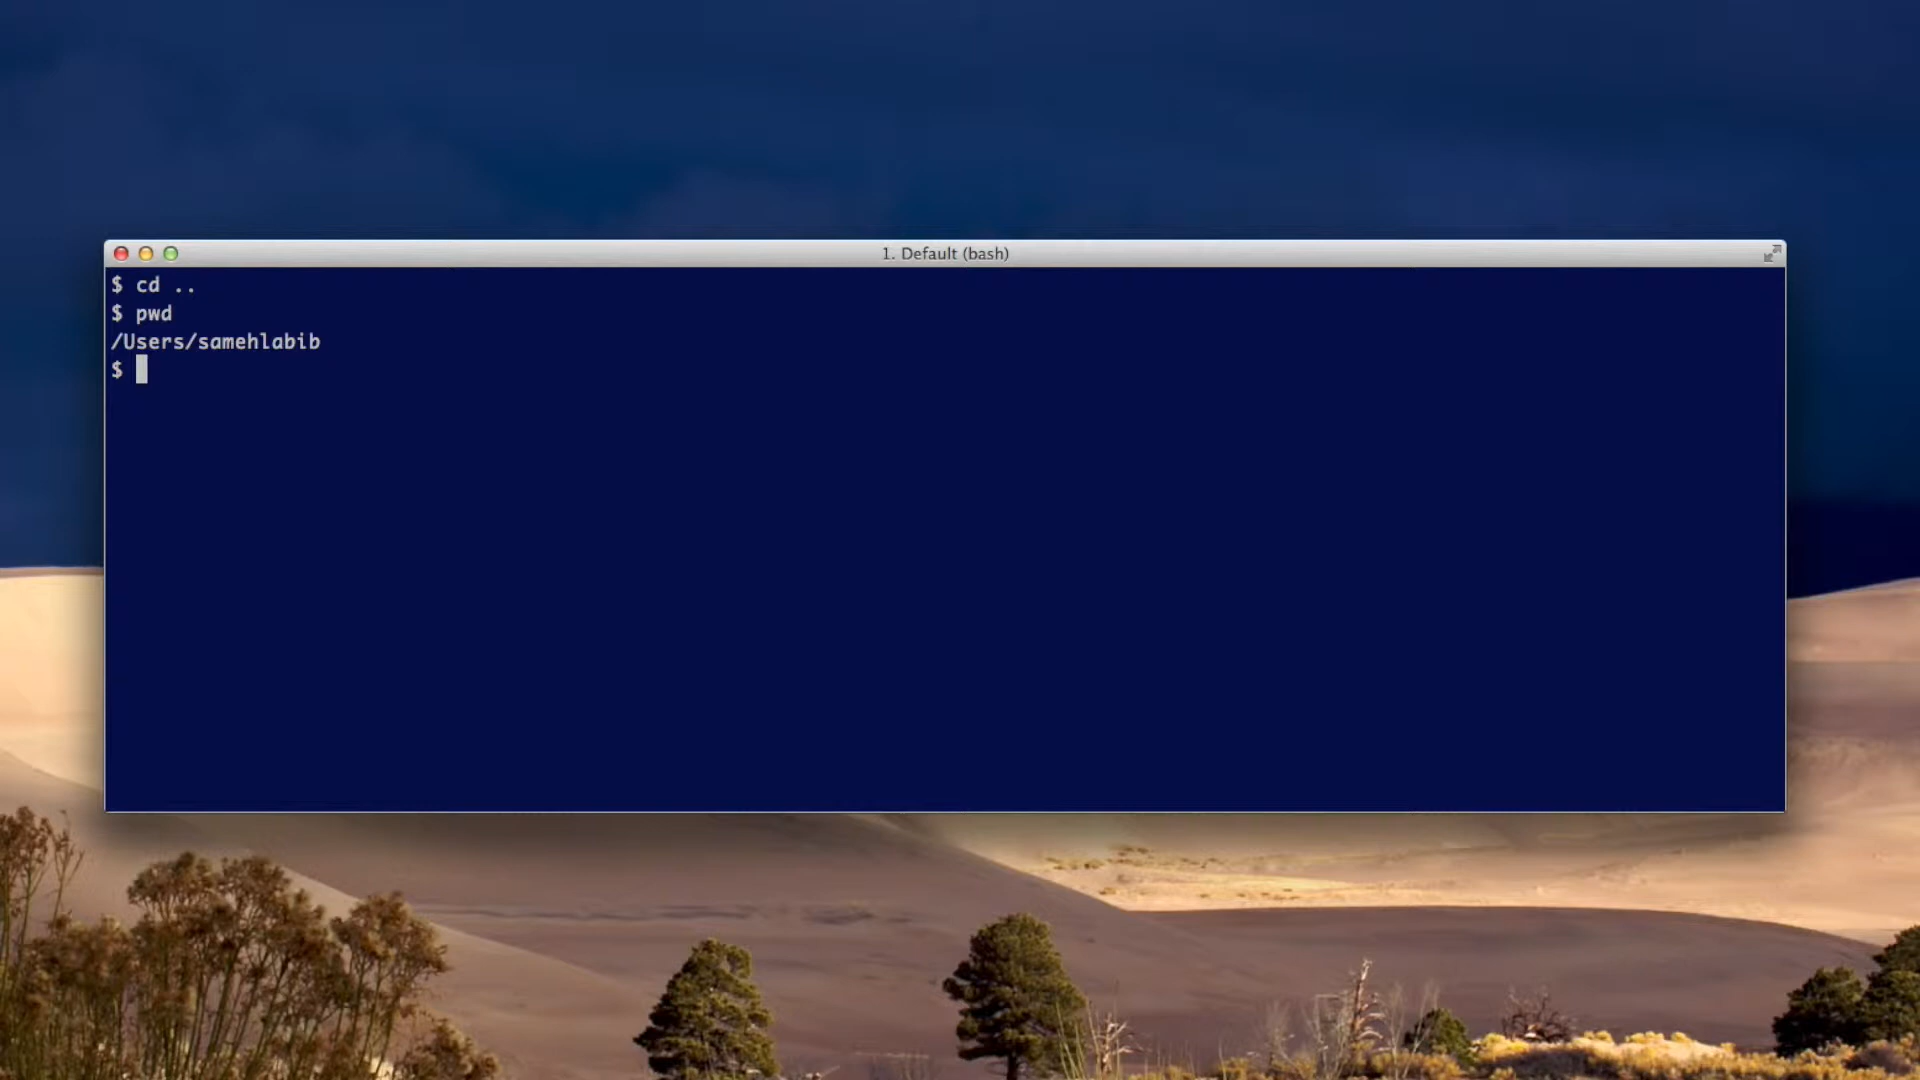 1. Default (bash)
$ cd ..
$ pwd
/Users/samehlabib
$